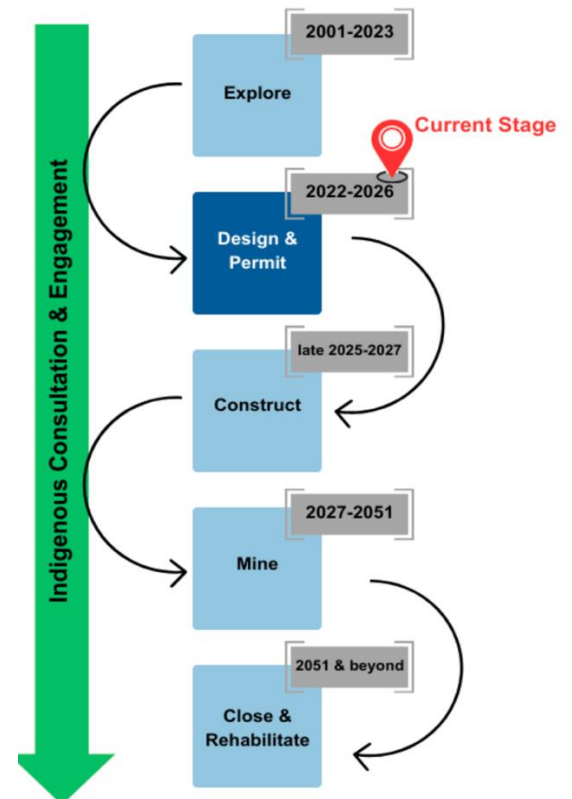 2001-2023
Explore
Current Stage
2022-2026
Design &
Permit
late 2025-2027
Construct
2027-2051
Mine
2051 & beyond
Close &
Rehabilitate
Indigenous Consultation & Engagement